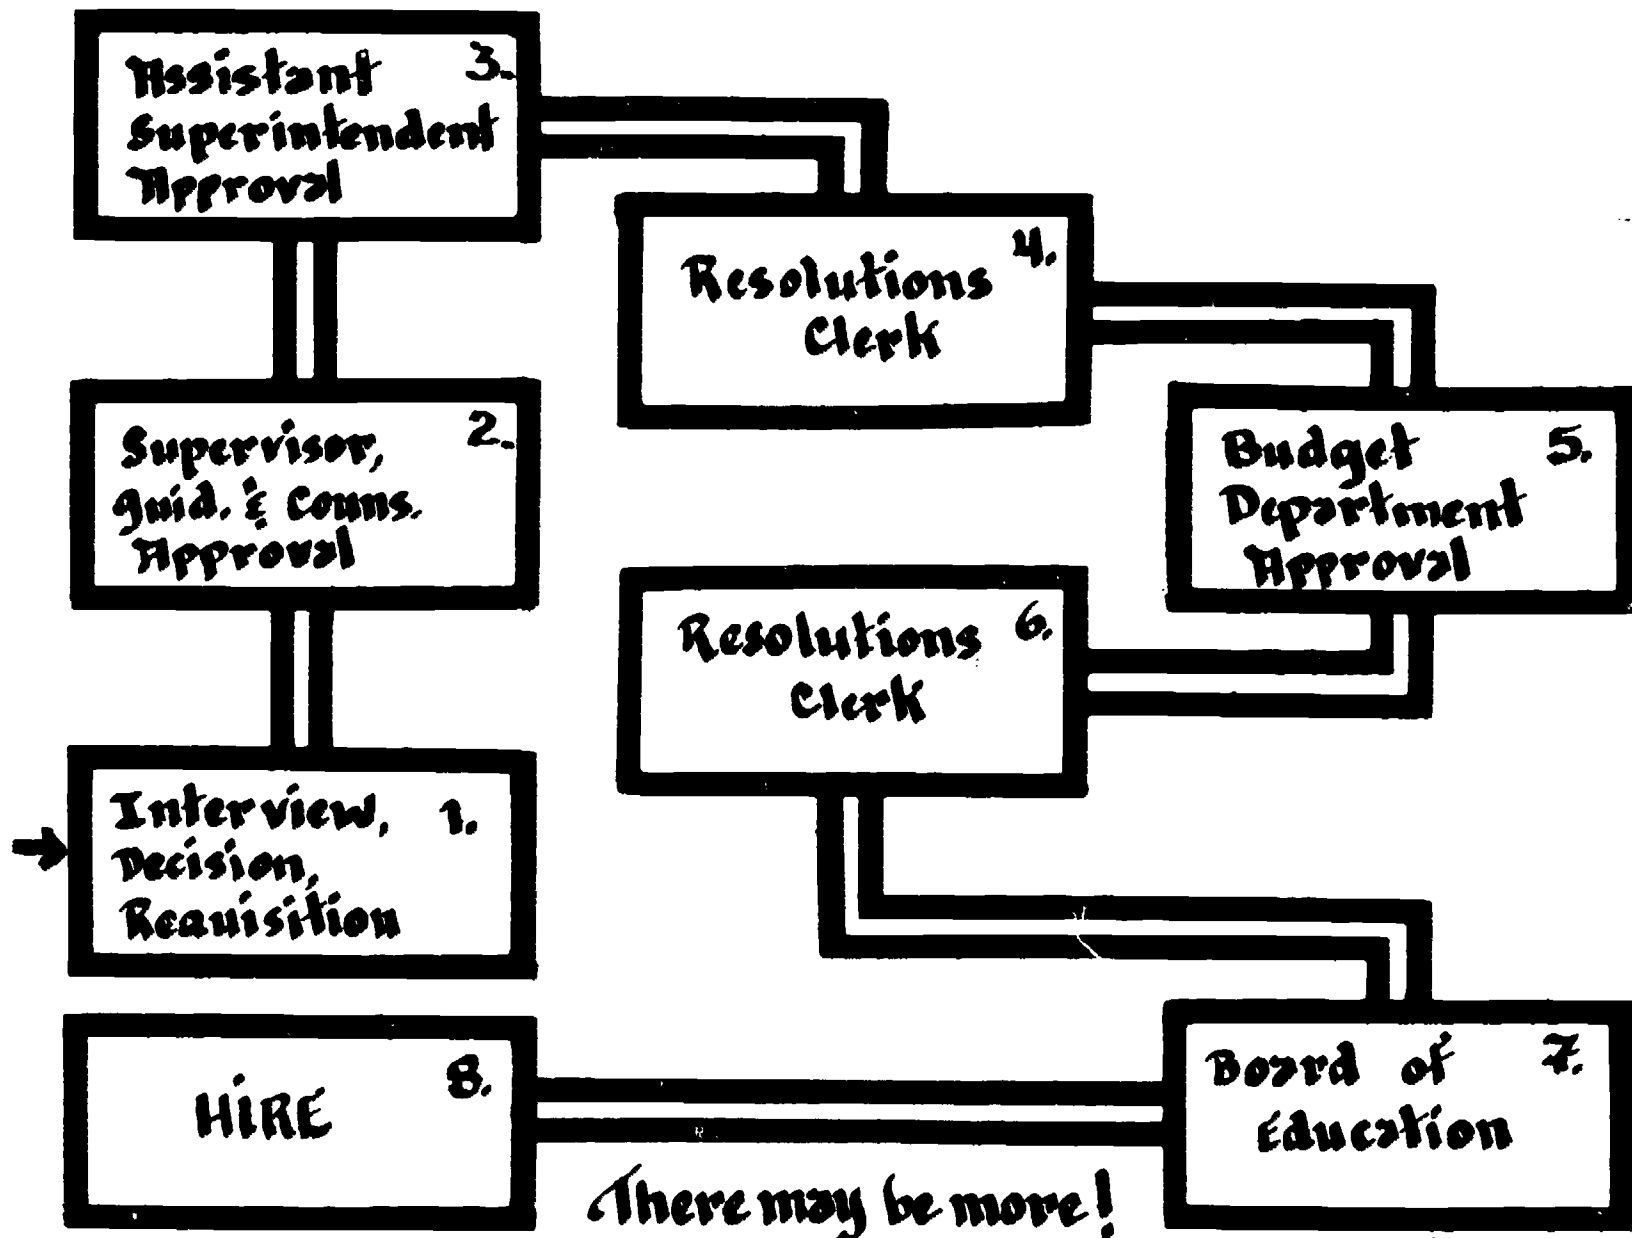 3.
Assistant
Superintendent
Approval
4.
Resolutions
Clerk
2.
Supervisor,
Guid. & Couns.
Approval
5.
Budget
Department
Approval
6.
Resolutions
Clerk
1.
Interview,
Decision,
Requisition
8.
HiRE
7.
Board of
Education
There may be more!